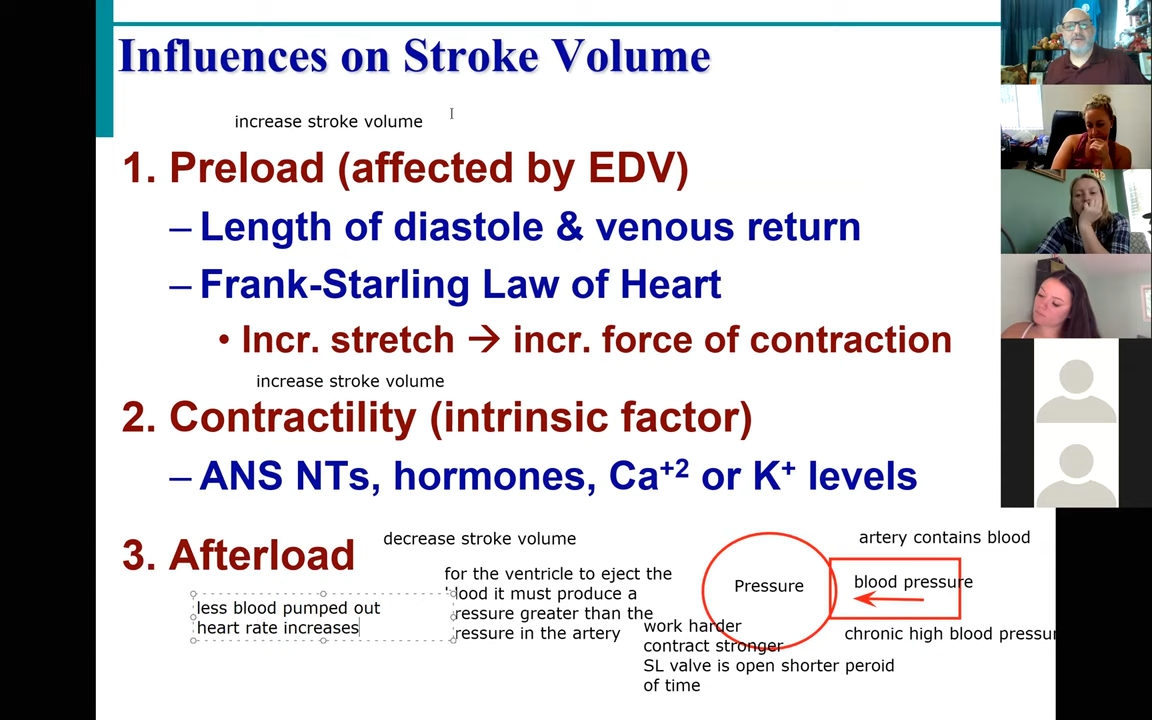 Influences on Stroke Volume
increase stroke volume
1. Preload (affected by EDV)
– Length of diastole & venous return
– Frank-Starling Law of Heart
• Incr. stretch → incr. force of contraction
increase stroke volume
2. Contractility (intrinsic factor)
– ANS NTs, hormones, Ca+2 or K+ levels
3. Afterload
decrease stroke volume
less blood pumped out
heart rate increases
for the ventricle to eject the
blood it must produce a
pressure greater than the
pressure in the artery
work harder
contract stronger
SL valve is open shorter peroid
of time
Pressure
artery contains blood
blood pressure
chronic high blood pressur